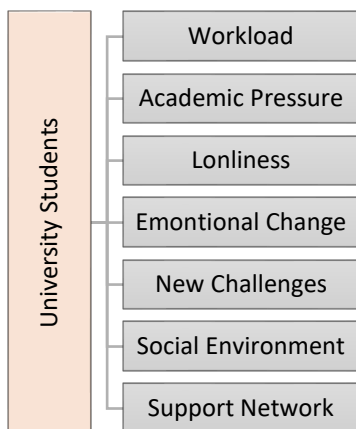 University Students
Workload
Academic Pressure
Lonliness
Emontional Change
New Challenges
Social Environment
Support Network